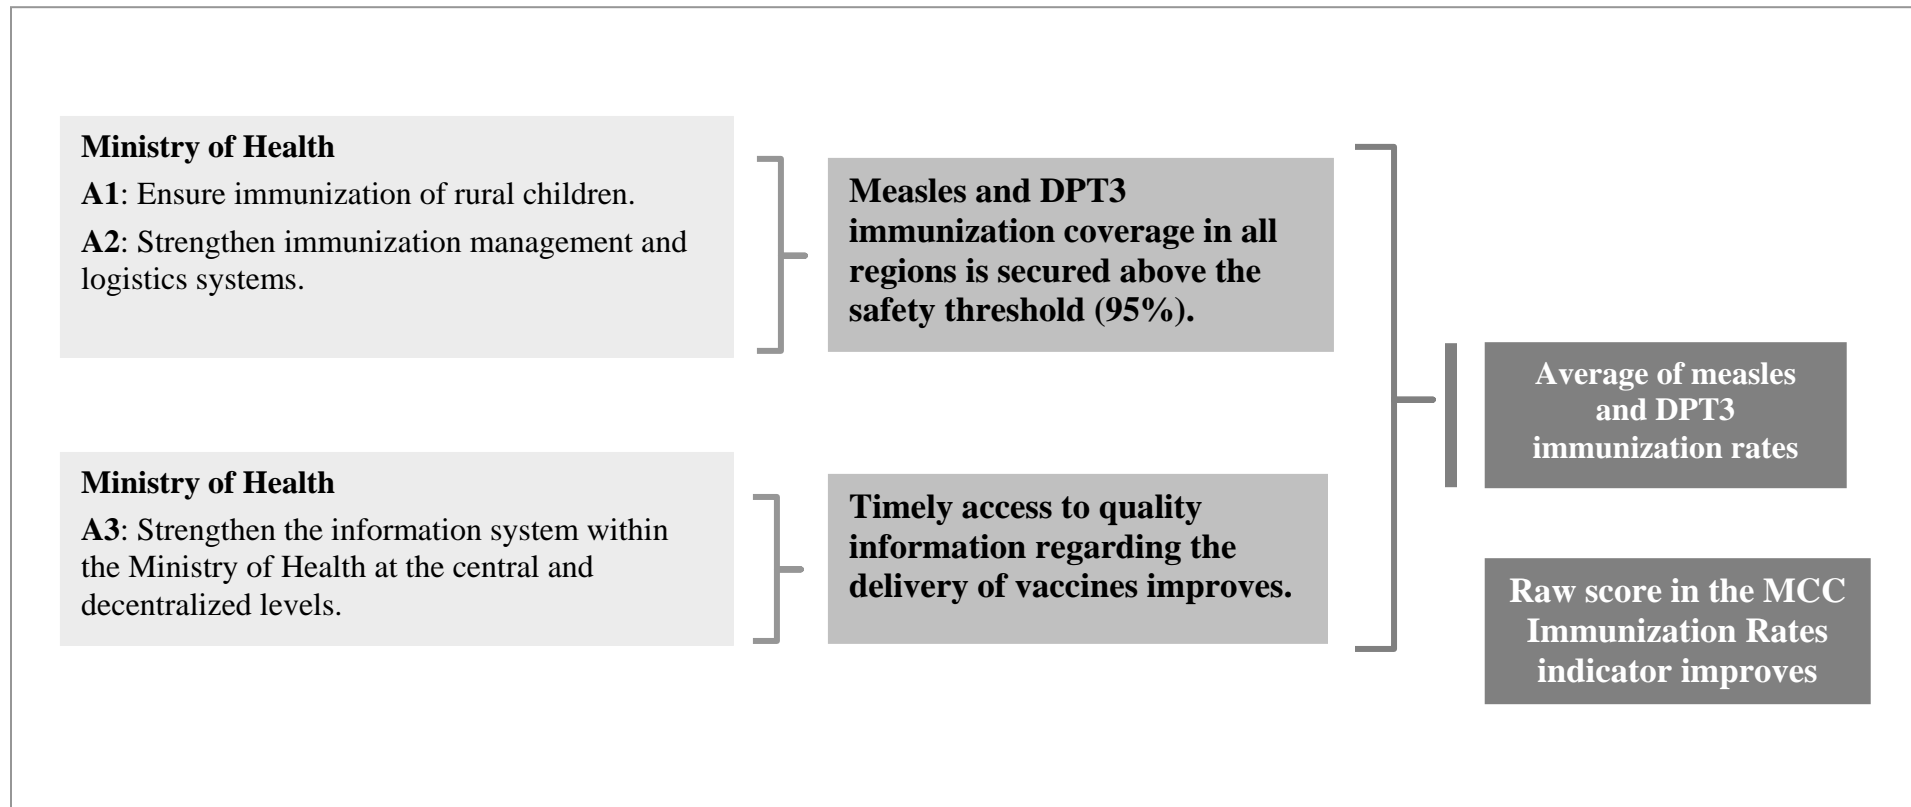 Ministry of Health
A1: Ensure immunization of rural children.
A2: Strengthen immunization management and
logistics systems.
Measles and DPT3
immunization coverage in all
regions is secured above the
safety threshold (95%).
Ministry of Health
A3: Strengthen the information system within
the Ministry of Health at the central and
decentralized levels.
Timely access to quality
information regarding the
delivery of vaccines improves.
Average of measles
and DPT3
immunization rates
Raw score in the MCC
Immunization Rates
indicator improves